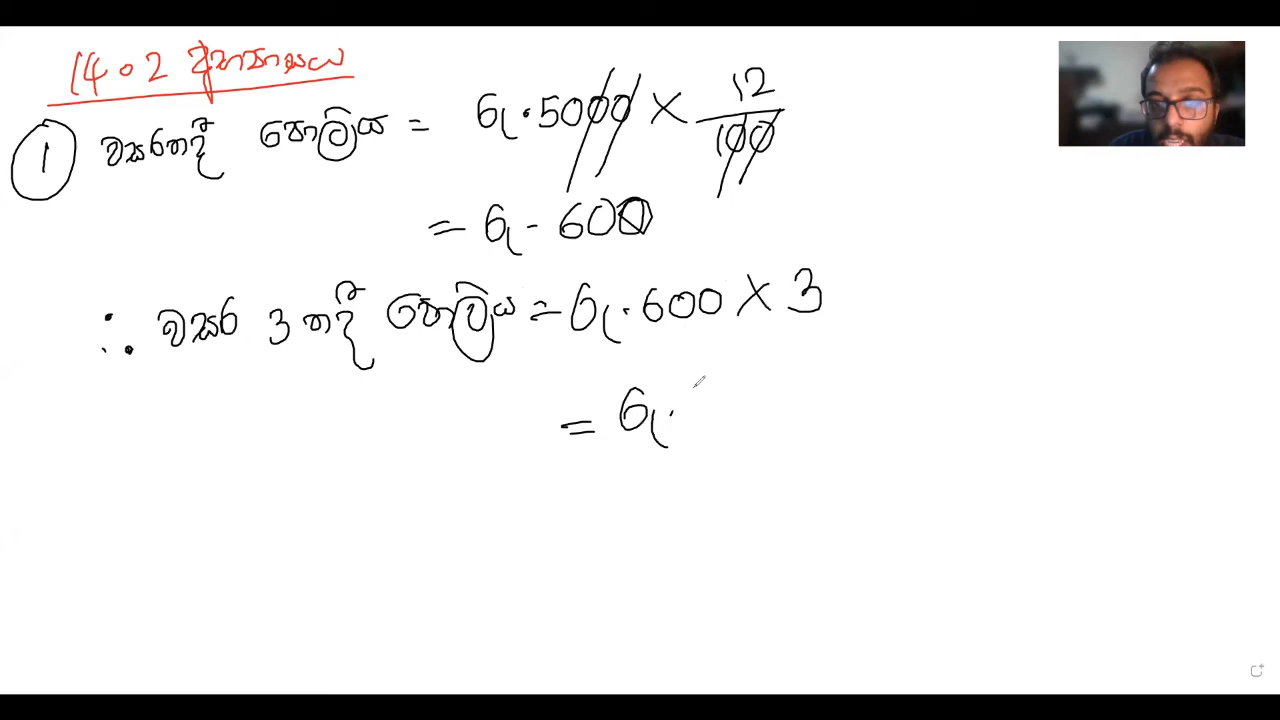 14.2 අභ්‍යාසය
1 වසරකදී පොලිය = රු.5000 × 12/100
= රු. 600
∴ වසර 3 කදී පොලිය = රු.600 × 3
= රු.